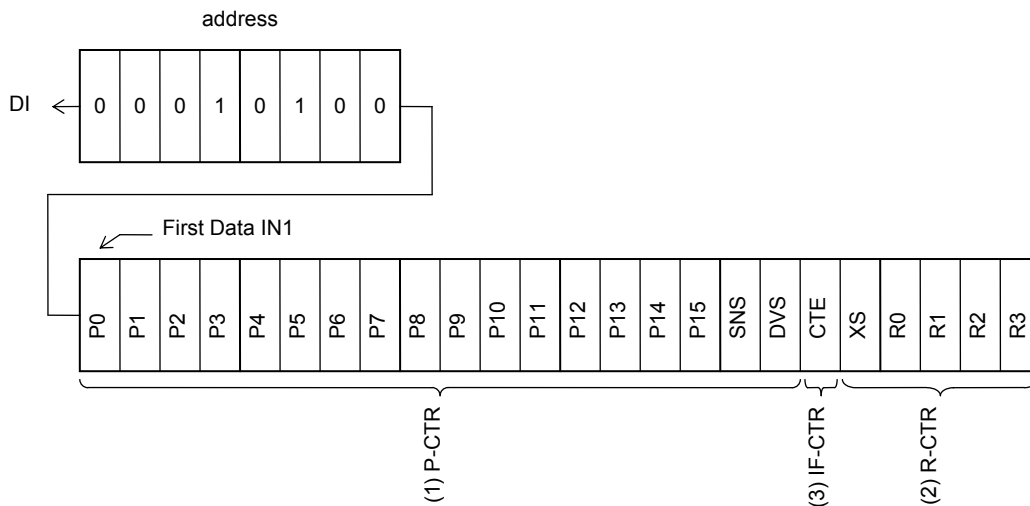 address
DI 0 0 0 1 0 1 0 0
First Data IN1
P0 P1 P2 P3 P4 P5 P6 P7 P8 P9 P10 P11 P12 P13 P14 P15 SNS DVS CTE XS R0 R1 R2 R3
(1) P-CTR (3) IF-CTR (2) R-CTR